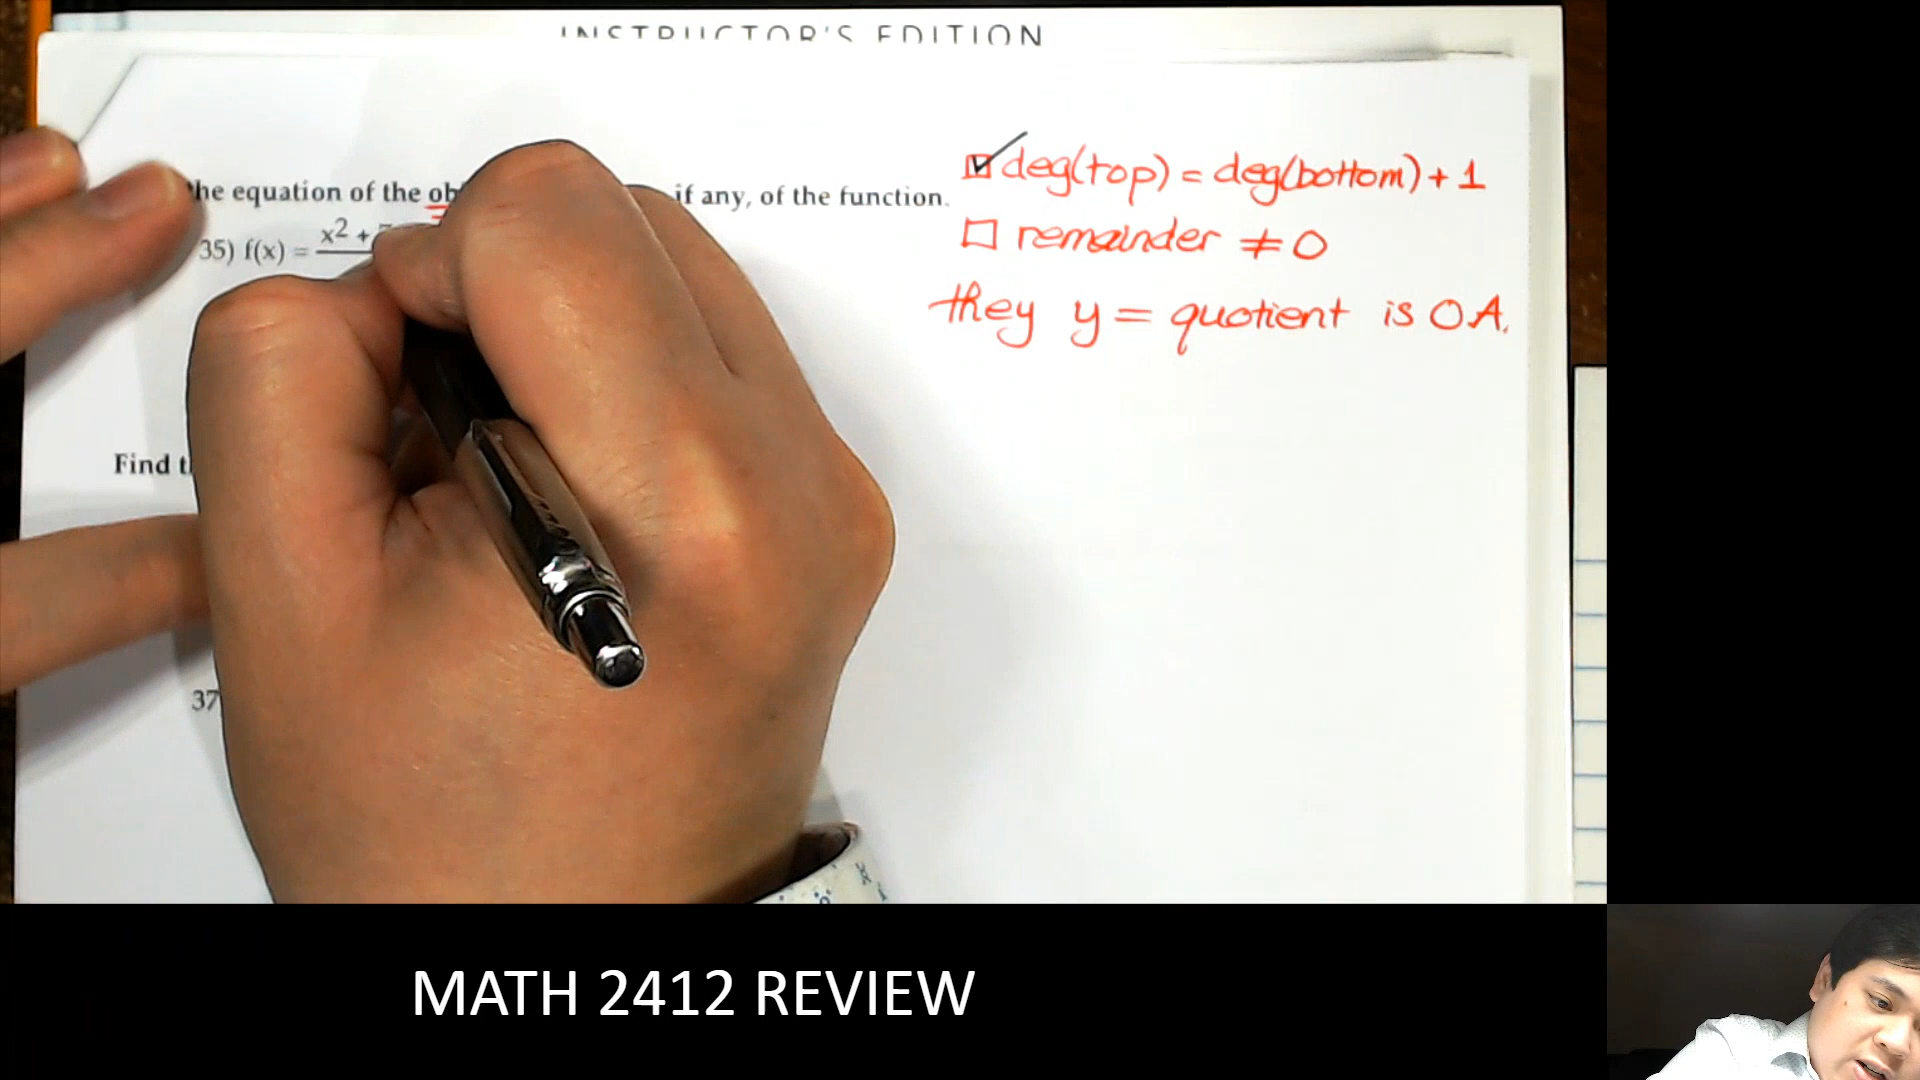 INSTRUCTOR'S EDITION
the equation of the ob if any, of the function.
35) f(x) = x² +
☑ deg(top) = deg(bottom) + 1
☐ remainder ≠ 0
they y = quotient is OA.
Find
37
MATH 2412 REVIEW